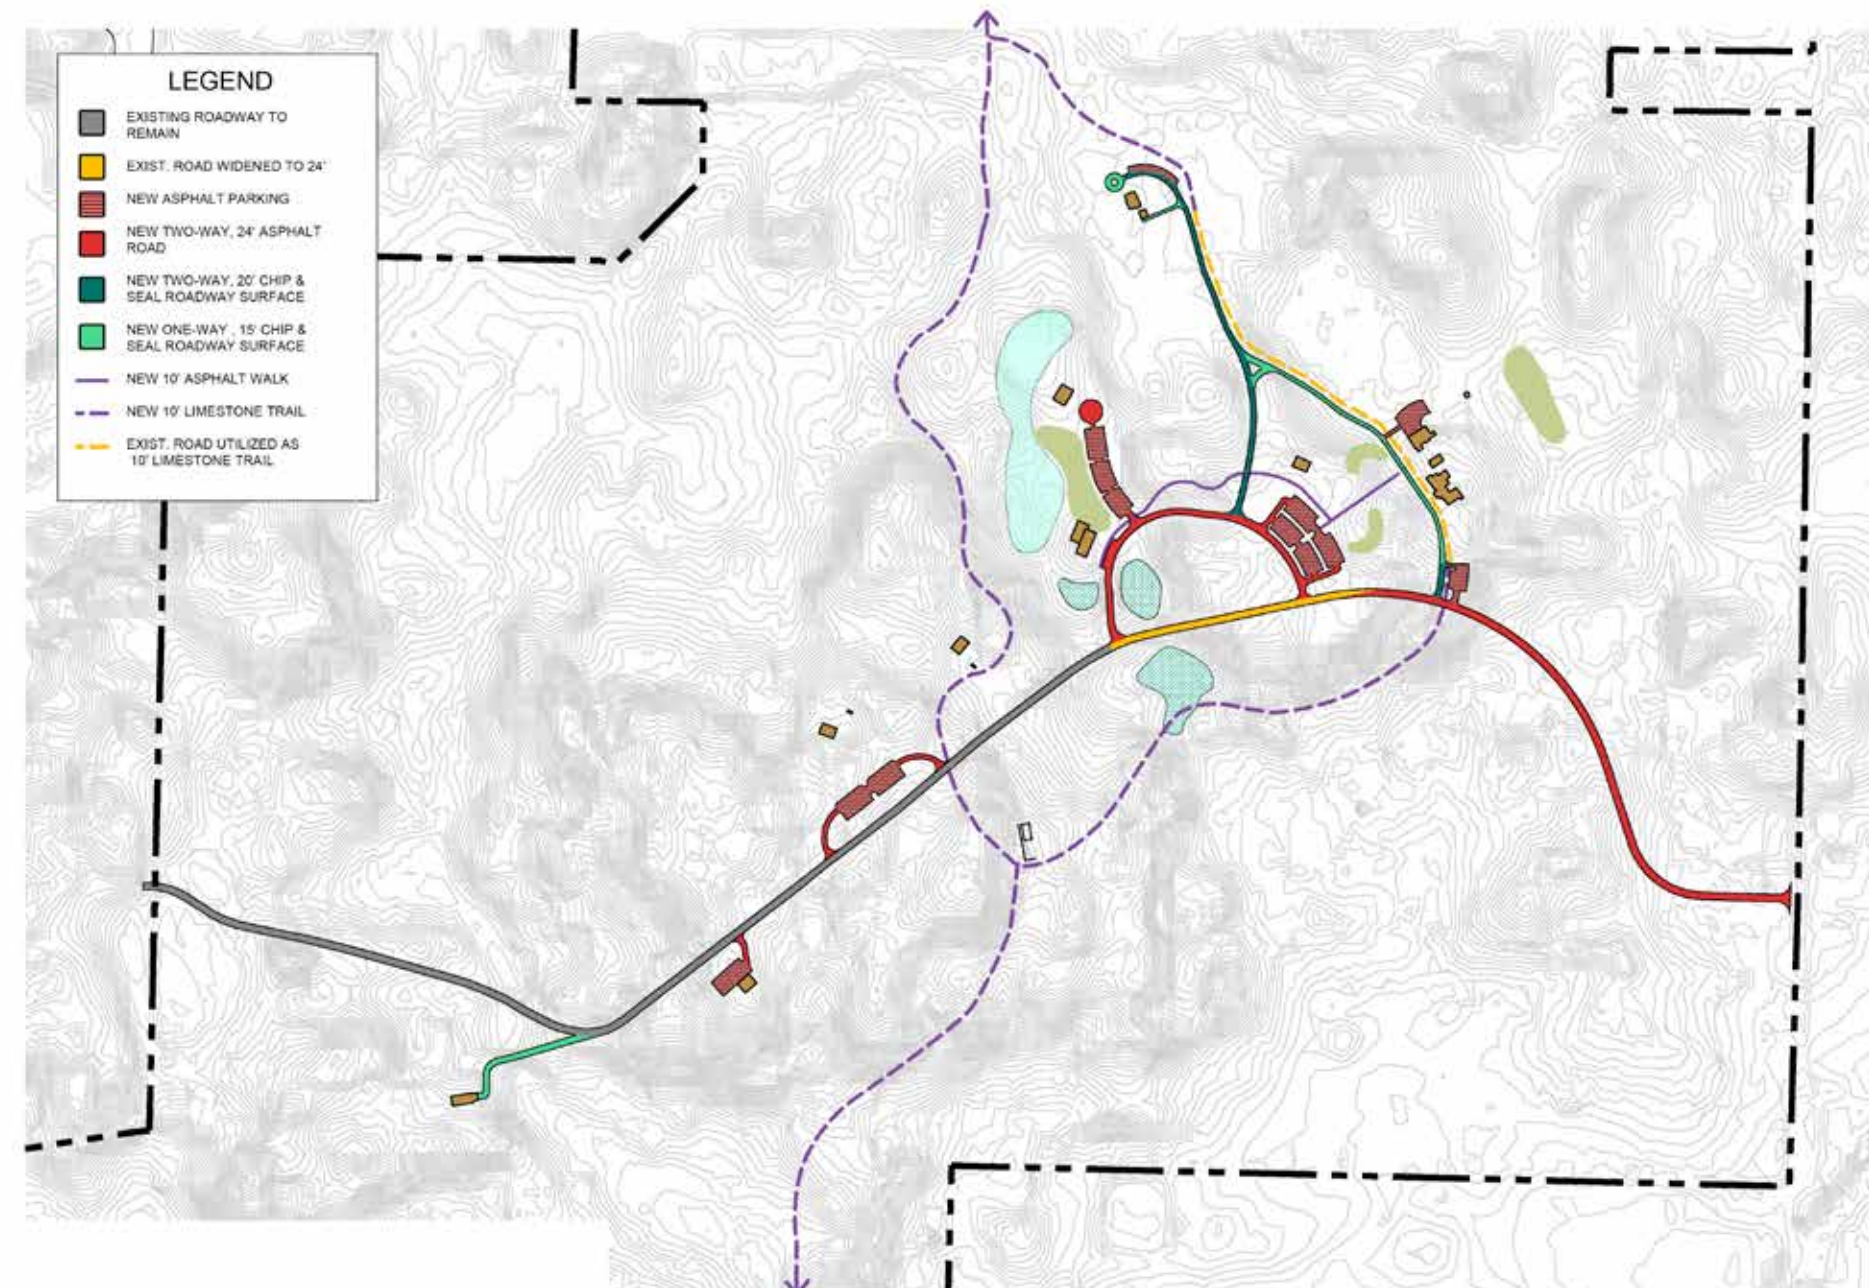 LEGEND
EXISTING ROADWAY TO
REMAIN
EXIST. ROAD WIDENED TO 24'
NEW ASPHALT PARKING
NEW TWO-WAY, 24' ASPHALT
ROAD
NEW TWO-WAY, 20' CHIP &
SEAL ROADWAY SURFACE
NEW ONE-WAY , 15' CHIP &
SEAL ROADWAY SURFACE
NEW 10' ASPHALT WALK
NEW 10' LIMESTONE TRAIL
EXIST. ROAD UTILIZED AS
10' LIMESTONE TRAIL